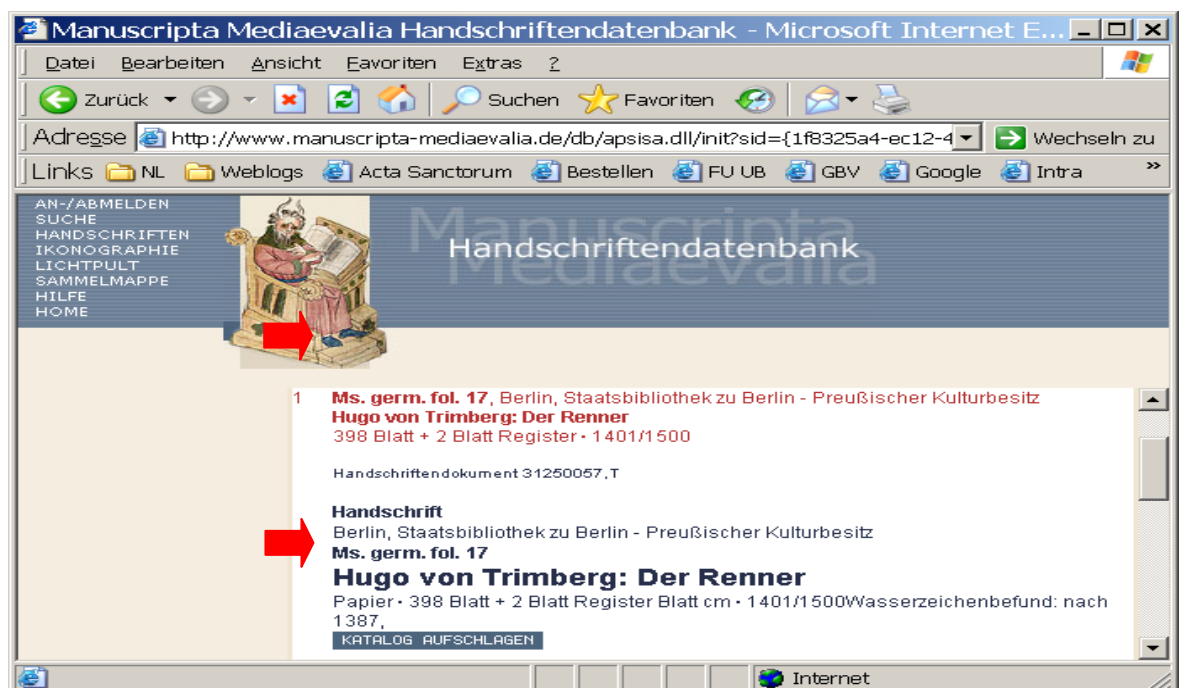 Manuscripta Mediaevalia Handschriftendatenbank - Microsoft Internet E...
Datei Bearbeiten Ansicht Favoriten Extras ?
Zurück Suchen Favoriten
Adresse http://www.manuscripta-mediaevalia.de/db/apsisa.dll/init?sid={1f8325a4-ec12-4 Wechseln zu
Links NL Weblogs Acta Sanctorum Bestellen FU UB GBV Google Intra »
AN-/ABMELDEN
SUCHE
HANDSCHRIFTEN
IKONOGRAPHIE
LICHTPULT
SAMMELMAPPE
HILFE
HOME
Manuscripta
Handschriftendatenbank
Mediaevalia
1 Ms. germ. fol. 17, Berlin, Staatsbibliothek zu Berlin - Preußischer Kulturbesitz
Hugo von Trimberg: Der Renner
398 Blatt + 2 Blatt Register • 1401/1500
Handschriftendokument 31250057,T
Handschrift
Berlin, Staatsbibliothek zu Berlin - Preußischer Kulturbesitz
Ms. germ. fol. 17
Hugo von Trimberg: Der Renner
Papier • 398 Blatt + 2 Blatt Register Blatt cm • 1401/1500Wasserzeichenbefund: nach
1387,
KATALOG AUFSCHLAGEN
Internet